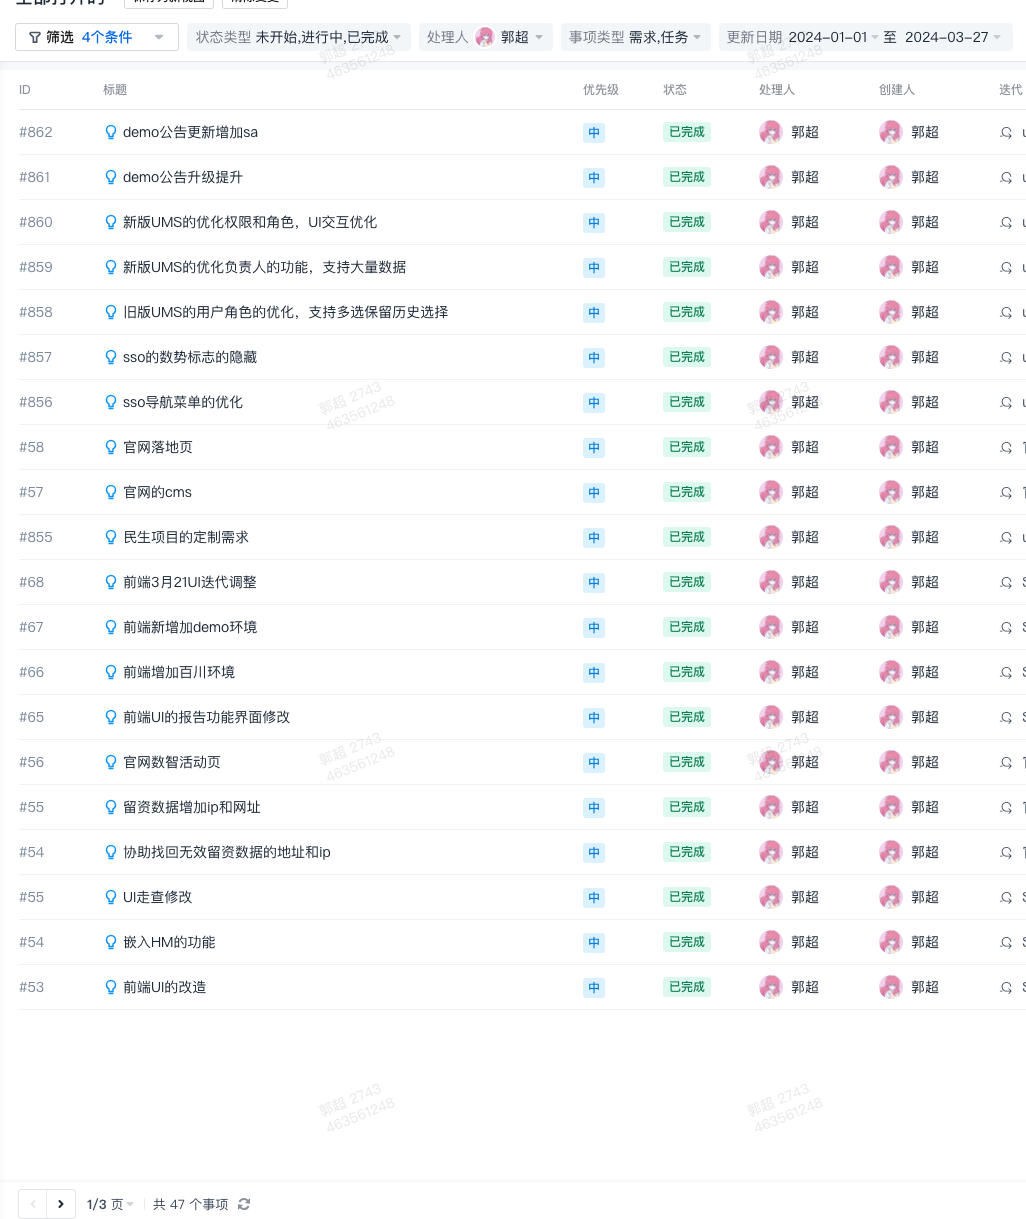 筛选 4个条件 状态类型 未开始,进行中,已完成 处理人 郭超 事项类型 需求,任务 更新日期 2024-01-01 至 2024-03-27
ID 标题 优先级 状态 处理人 创建人 迭代
#862 demo公告更新增加sa 中 已完成 郭超 郭超
#861 demo公告升级提升 中 已完成 郭超 郭超
#860 新版UMS的优化权限和角色，UI交互优化 中 已完成 郭超 郭超
#859 新版UMS的优化负责人的功能，支持大量数据 中 已完成 郭超 郭超
#858 旧版UMS的用户角色的优化，支持多选保留历史选择 中 已完成 郭超 郭超
#857 sso的数势标志的隐藏 中 已完成 郭超 郭超
#856 sso导航菜单的优化 中 已完成 郭超 郭超
#58 官网落地页 中 已完成 郭超 郭超
#57 官网的cms 中 已完成 郭超 郭超
#855 民生项目的定制需求 中 已完成 郭超 郭超
#68 前端3月21UI迭代调整 中 已完成 郭超 郭超
#67 前端新增加demo环境 中 已完成 郭超 郭超
#66 前端增加百川环境 中 已完成 郭超 郭超
#65 前端UI的报告功能界面修改 中 已完成 郭超 郭超
#56 官网数智活动页 中 已完成 郭超 郭超
#55 留资数据增加ip和网址 中 已完成 郭超 郭超
#54 协助找回无效留资数据的地址和ip 中 已完成 郭超 郭超
#55 UI走查修改 中 已完成 郭超 郭超
#54 嵌入HM的功能 中 已完成 郭超 郭超
#53 前端UI的改造 中 已完成 郭超 郭超
郭超 2743
463561248
郭超 2743
463561248
1/3 页 共 47 个事项